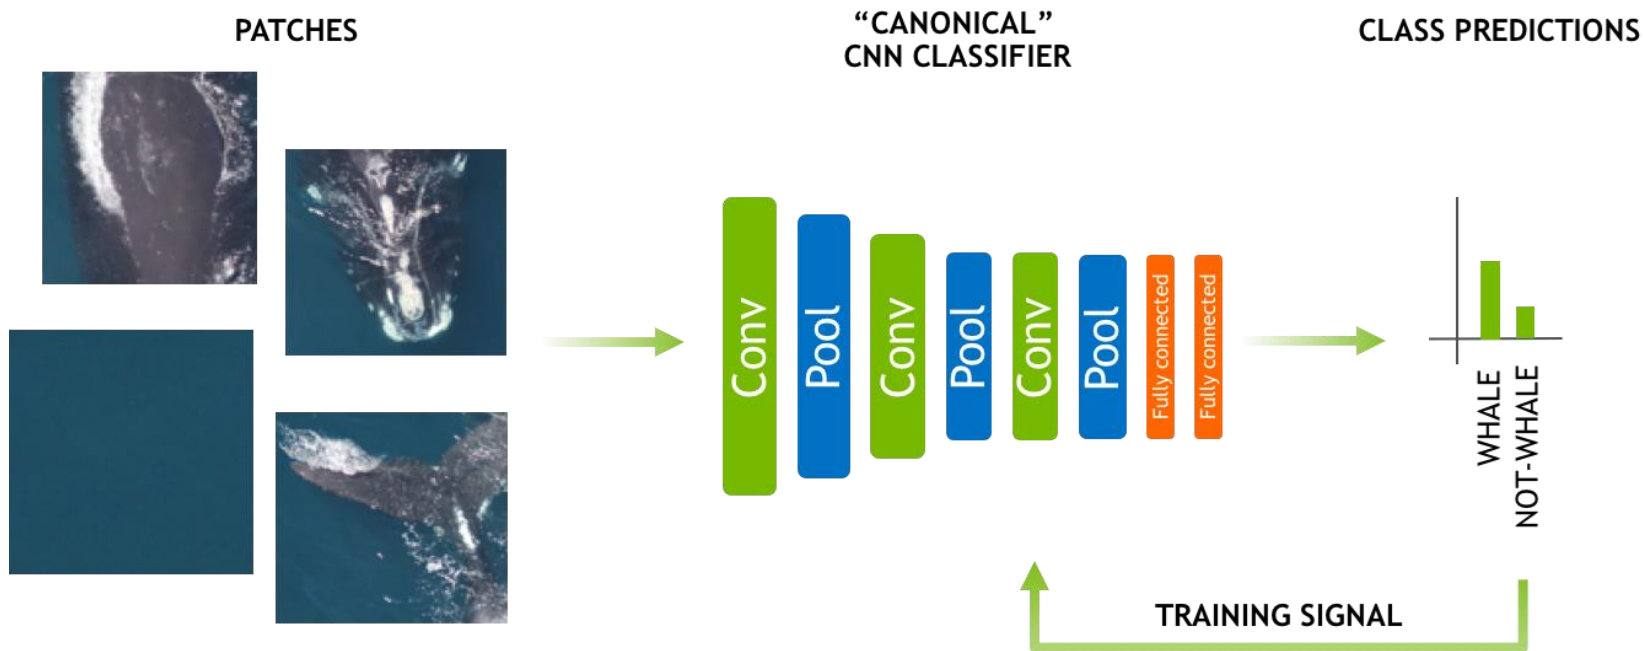 PATCHES
“CANONICAL”
CNN CLASSIFIER
CLASS PREDICTIONS
Conv
Pool
Conv
Pool
Conv
Pool
Fully connected
Fully connected
WHALE
NOT-WHALE
TRAINING SIGNAL